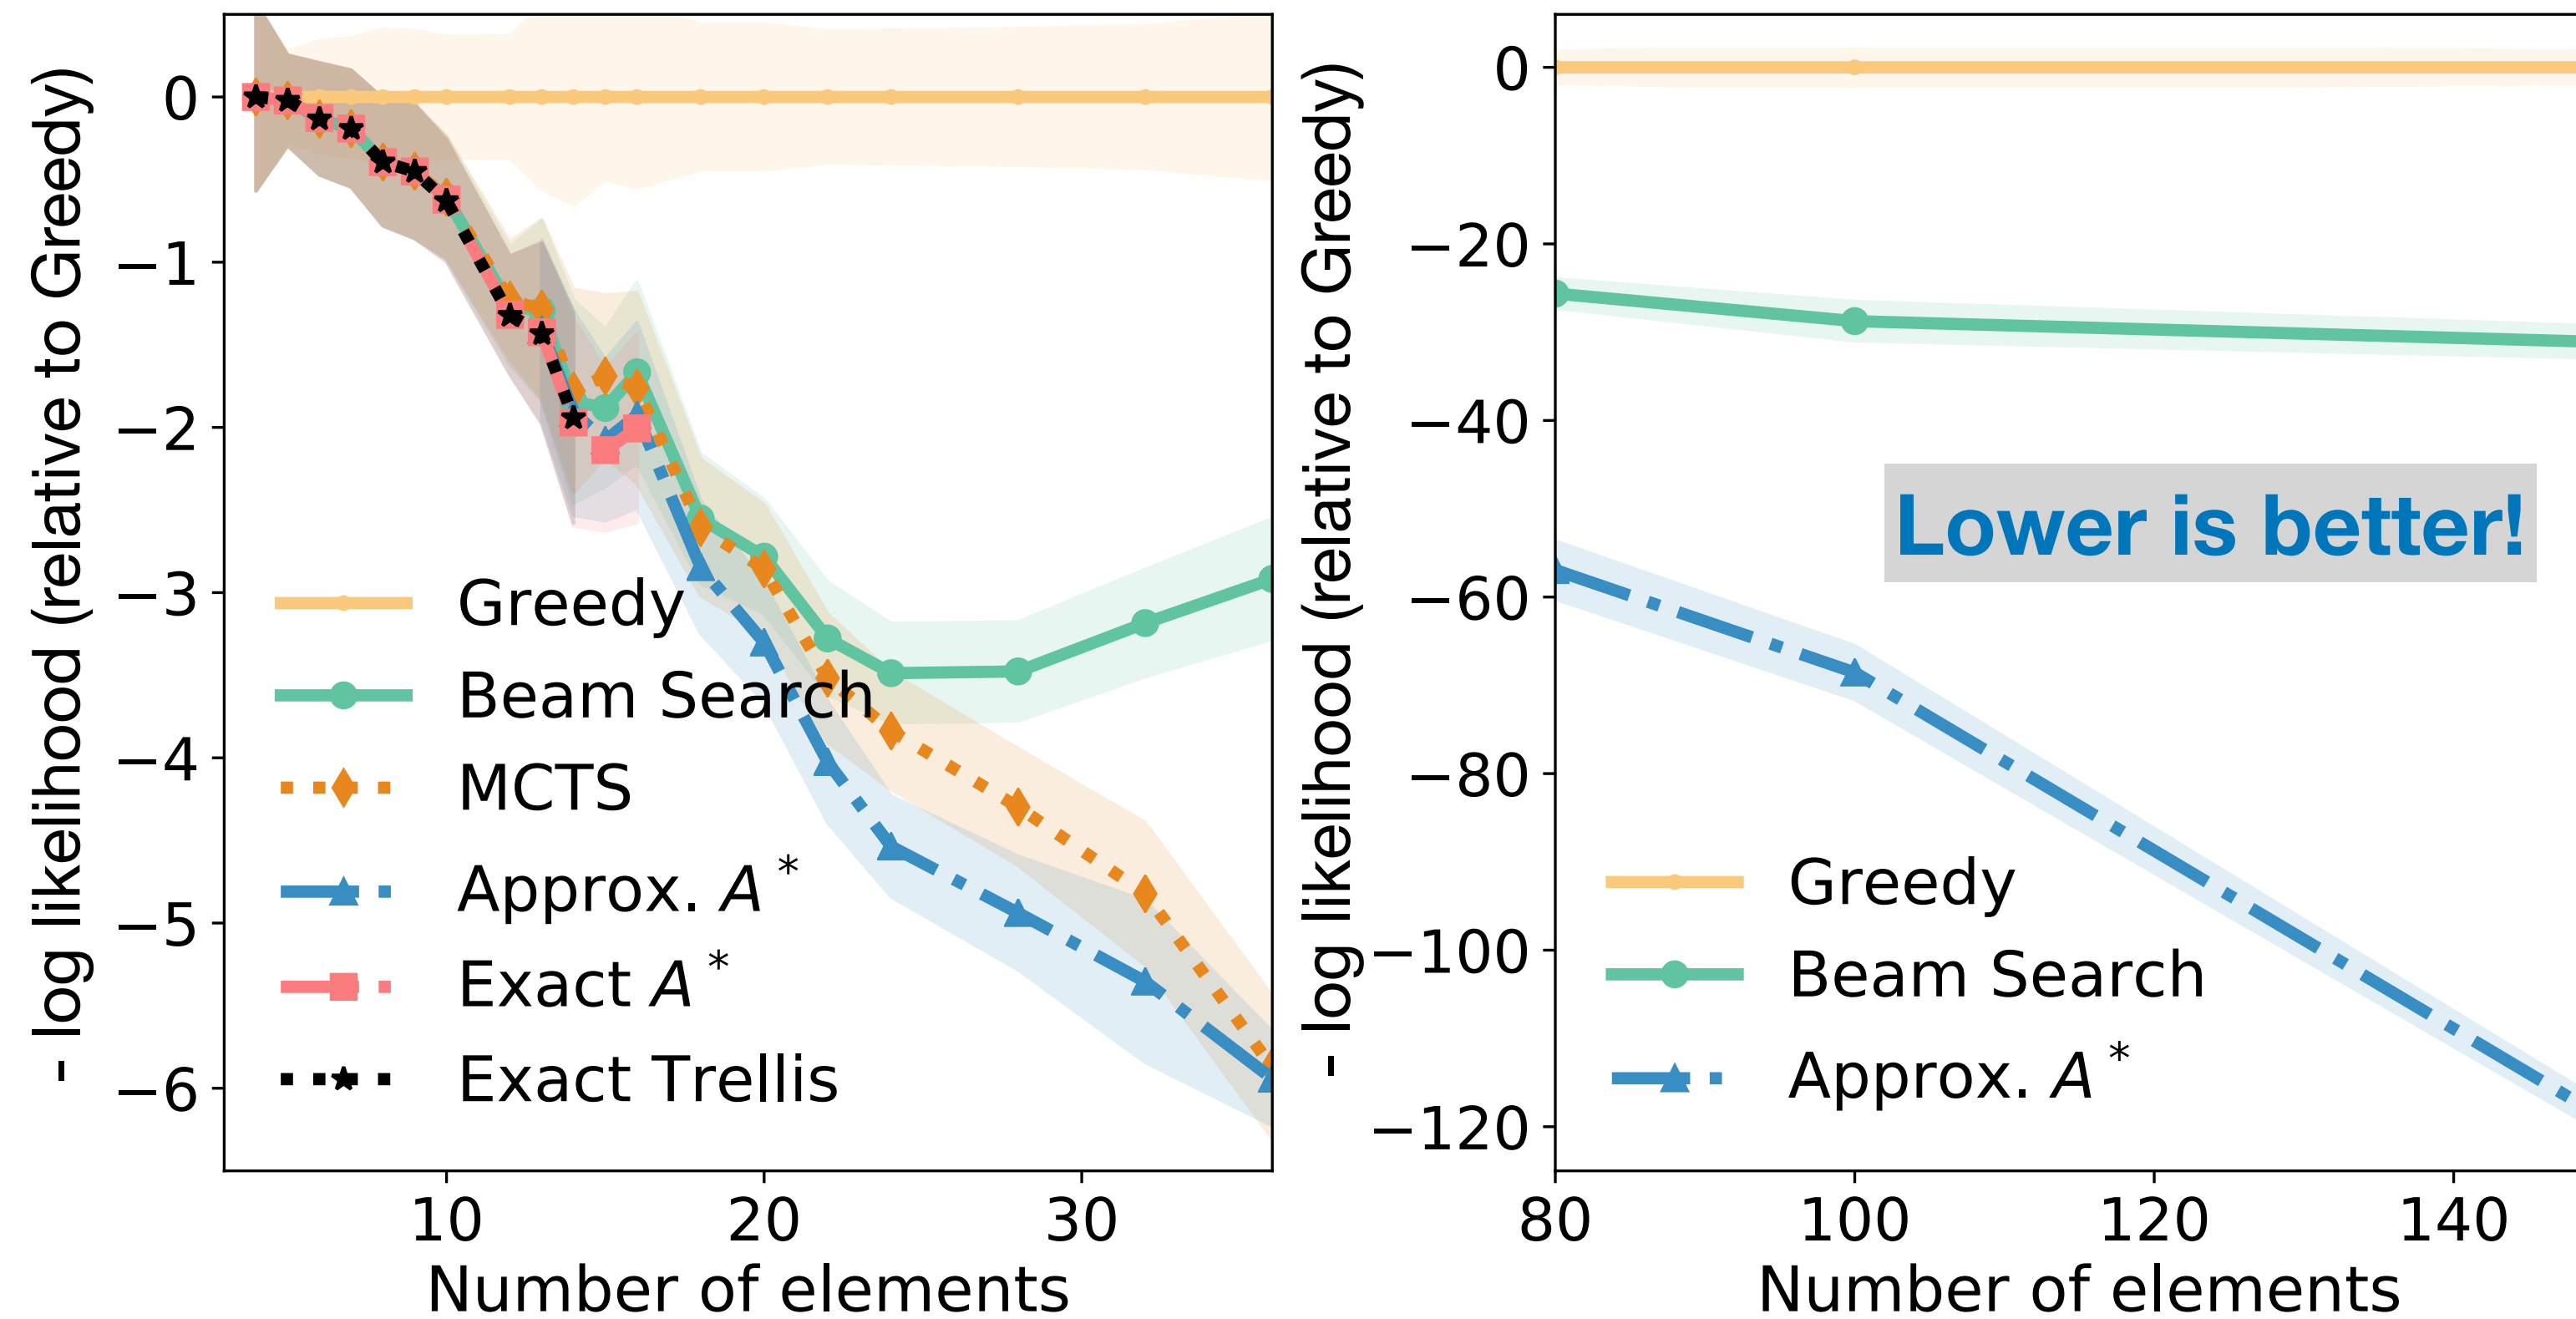 - log likelihood (relative to Greedy)
0
−1
−2
−3
−4
−5
−6
Greedy
Beam Search
MCTS
Approx. A*
Exact A*
Exact Trellis
10 20 30
Number of elements
- log likelihood (relative to Greedy)
0
−20
−40
−60
−80
−100
−120
Lower is better!
Greedy
Beam Search
Approx. A*
80 100 120 140
Number of elements